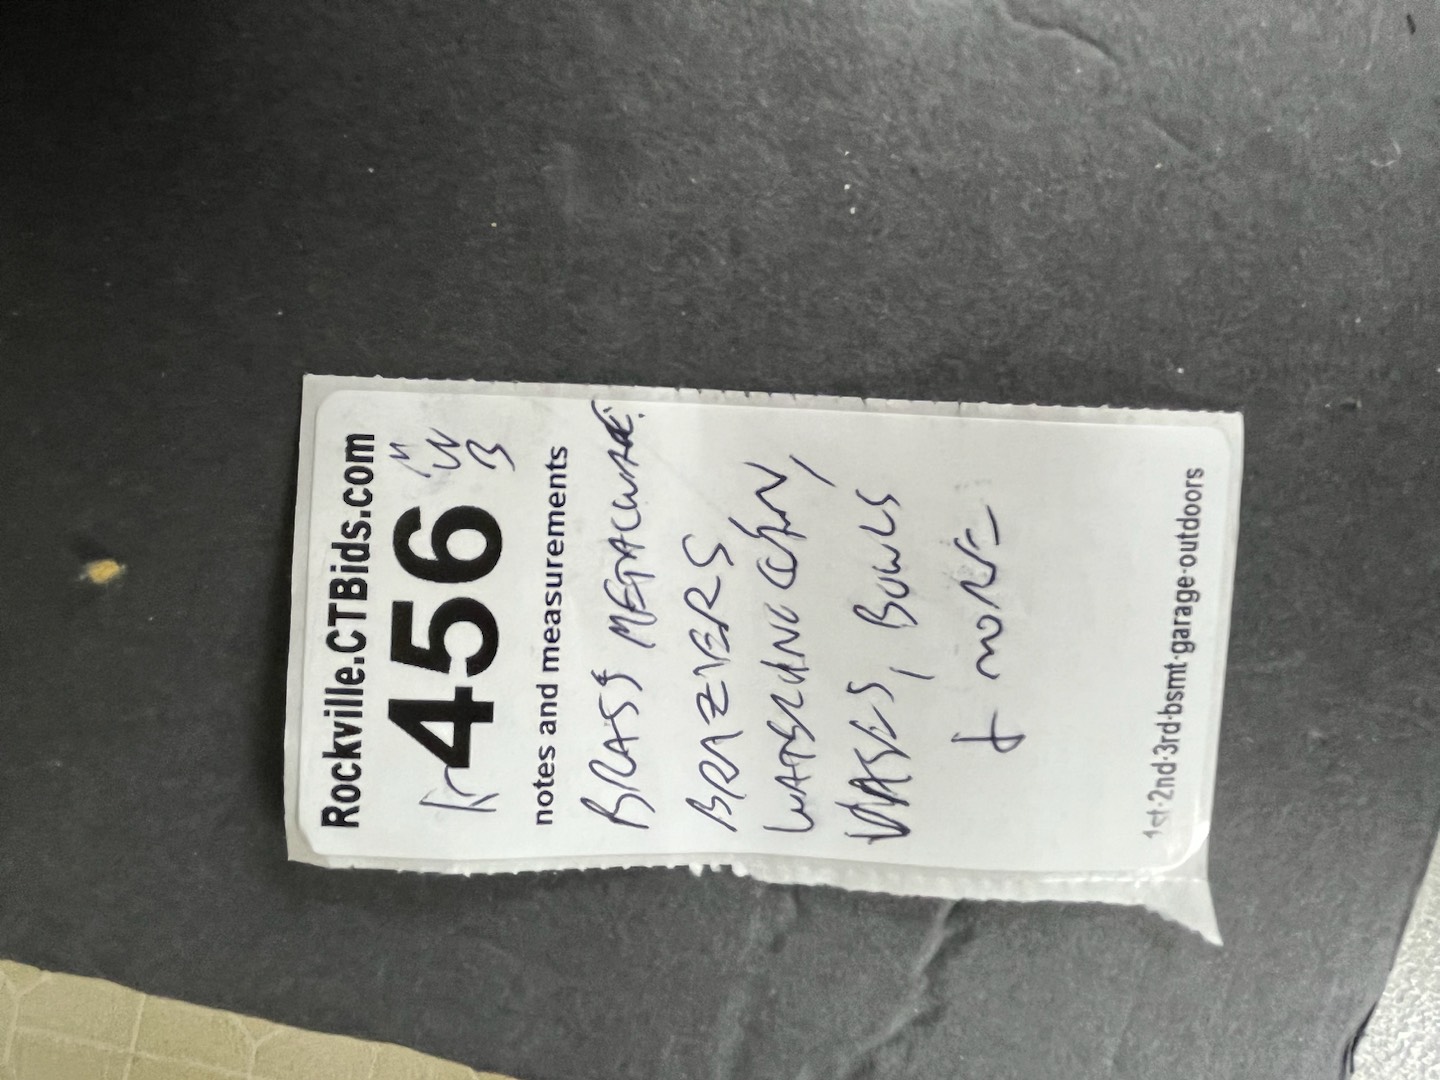 Rockville.CTBids.com
456
notes and measurements
BRASS METALWARE:
BRAZIERS
WATERING CAN,
VASES, BOWLS
+ MORE
1st·2nd·3rd·bsmt·garage·outdoors